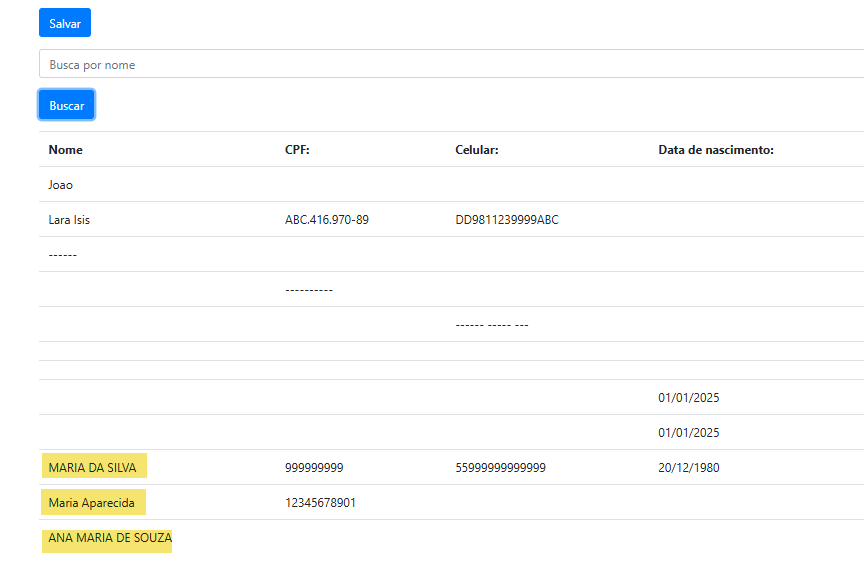 Salvar
Busca por nome
Buscar
Nome CPF: Celular: Data de nascimento:
Joao
Lara Isis ABC.416.970-89 DD9811239999ABC
------
----------
------ ----- ---
01/01/2025
01/01/2025
MARIA DA SILVA 999999999 55999999999999 20/12/1980
Maria Aparecida 12345678901
ANA MARIA DE SOUZA